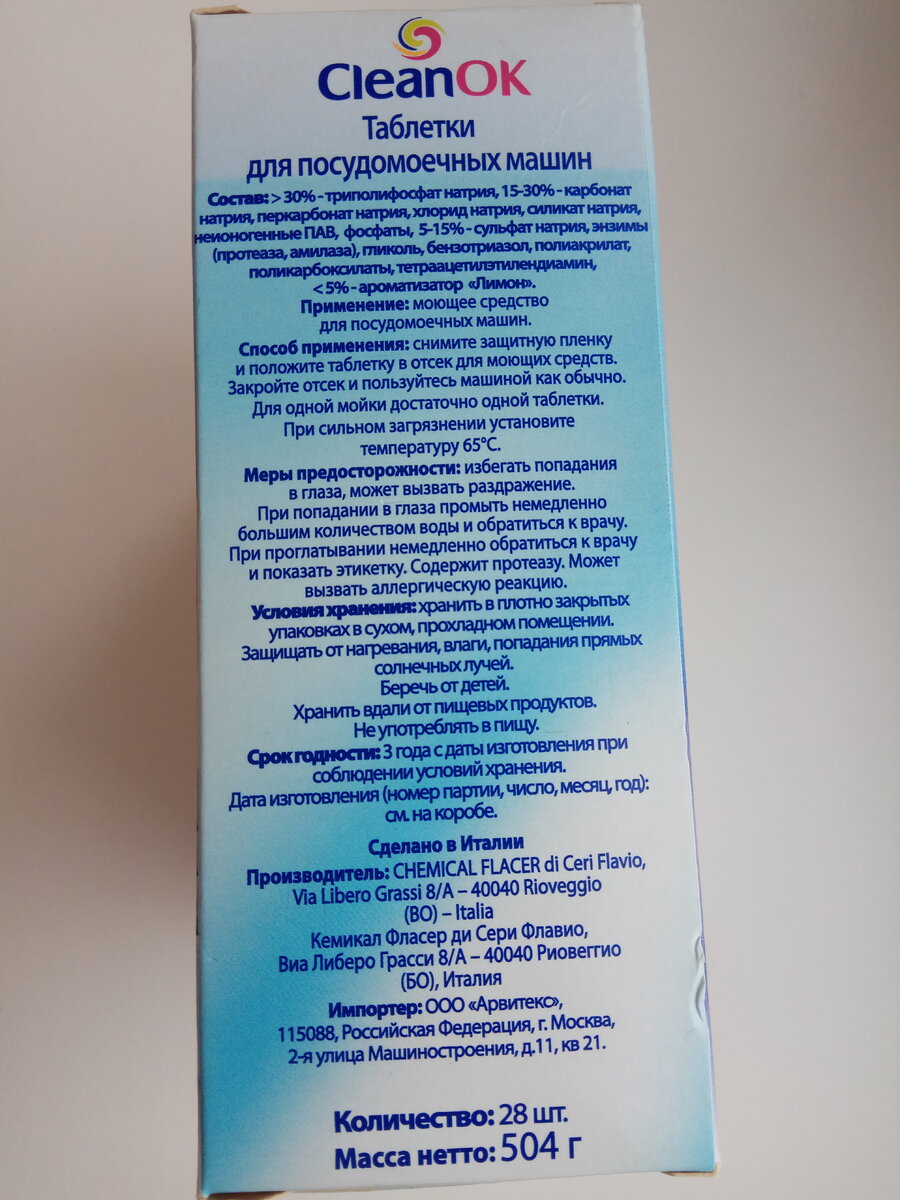 CleanOK
Таблетки
для посудомоечных машин
Состав: > 30% - триполифосфат натрия, 15-30% - карбонат
натрия, перкарбонат натрия, хлорид натрия, силикат натрия,
неионогенные ПАВ, фосфаты, 5-15% - сульфат натрия, энзимы
(протеаза, амилаза), гликоль, бензотриазол, полиакрилат,
поликарбоксилаты, тетраацетилэтилендиамин,
< 5% - ароматизатор «Лимон».
Применение: моющее средство
для посудомоечных машин.
Способ применения: снимите защитную пленку
и положите таблетку в отсек для моющих средств.
Закройте отсек и пользуйтесь машиной как обычно.
Для одной мойки достаточно одной таблетки.
При сильном загрязнении установите
температуру 65°С.
Меры предосторожности: избегать попадания
в глаза, может вызвать раздражение.
При попадании в глаза промыть немедленно
большим количеством воды и обратиться к врачу.
При проглатывании немедленно обратиться к врачу
и показать этикетку. Содержит протеазу. Может
вызвать аллергическую реакцию.
Условия хранения: хранить в плотно закрытых
упаковках в сухом, прохладном помещении.
Защищать от нагревания, влаги, попадания прямых
солнечных лучей.
Беречь от детей.
Хранить вдали от пищевых продуктов.
Не употреблять в пищу.
Срок годности: 3 года с даты изготовления при
соблюдении условий хранения.
Дата изготовления (номер партии, число, месяц, год):
см. на коробе.
Сделано в Италии
Производитель: CHEMICAL FLACER di Ceri Flavio,
Via Libero Grassi 8/A – 40040 Rioveggio
(BO) – Italia
Кемикал Фласер ди Сери Флавио,
Виа Либеро Грасси 8/А – 40040 Риовеггио
(БО), Италия
Импортер: ООО «Арвитекс»,
115088, Российская Федерация, г. Москва,
2-я улица Машиностроения, д.11, кв 21.
Количество: 28 шт.
Масса нетто: 504 г